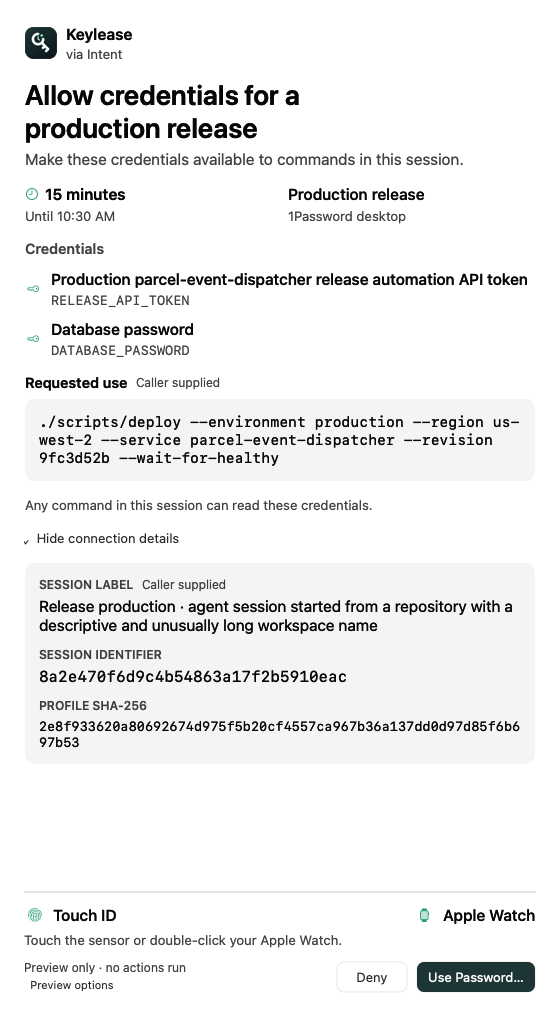 Keylease
via Intent
Allow credentials for a
production release
Make these credentials available to commands in this session.
15 minutes
Until 10:30 AM
Production release
1Password desktop
Credentials
Production parcel-event-dispatcher release automation API token
RELEASE_API_TOKEN
Database password
DATABASE_PASSWORD
Requested use Caller supplied
./scripts/deploy --environment production --region us-
west-2 --service parcel-event-dispatcher --revision
9fc3d52b --wait-for-healthy
Any command in this session can read these credentials.
Hide connection details
SESSION LABEL Caller supplied
Release production · agent session started from a repository with a
descriptive and unusually long workspace name
SESSION IDENTIFIER
8a2e470f6d9c4b54863a17f2b5910eac
PROFILE SHA-256
2e8f933620a80692674d975f5b20cf4557ca967b36a137dd0d97d85f6b6
97b53
Touch ID
Apple Watch
Touch the sensor or double-click your Apple Watch.
Preview only · no actions run
Preview options
Deny
Use Password...